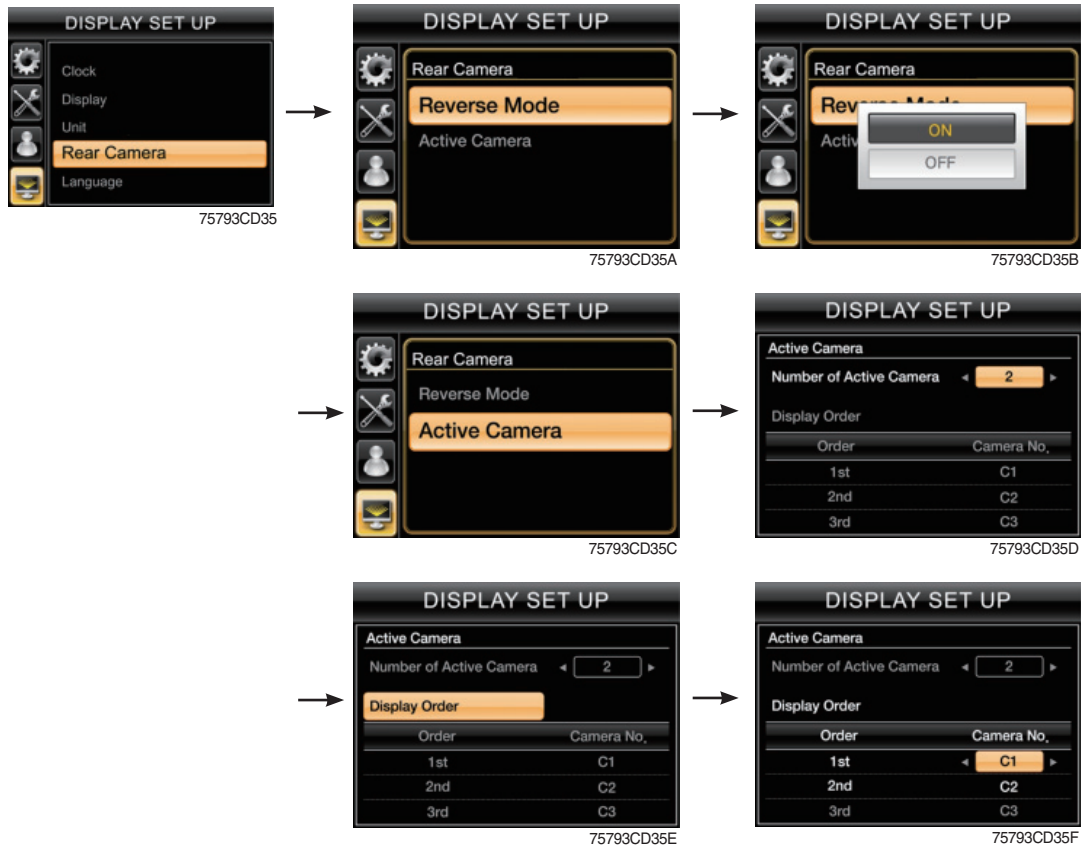 DISPLAY SET UP
Clock
Display
Unit
Rear Camera
Language
75793CD35
DISPLAY SET UP
Rear Camera
Reverse Mode
Active Camera
75793CD35A
DISPLAY SET UP
Rear Camera
ON
Activ
OFF
75793CD35B
DISPLAY SET UP
Rear Camera
Reverse Mode
Active Camera
75793CD35C
DISPLAY SET UP
Active Camera
Number of Active Camera 2
Display Order
Order Camera No.
1st C1
2nd C2
3rd C3
75793CD35D
DISPLAY SET UP
Active Camera
Number of Active Camera 2
Display Order
Order Camera No.
1st C1
2nd C2
3rd C3
75793CD35E
DISPLAY SET UP
Active Camera
Number of Active Camera 2
Display Order
Order Camera No.
1st C1
2nd C2
3rd C3
75793CD35F